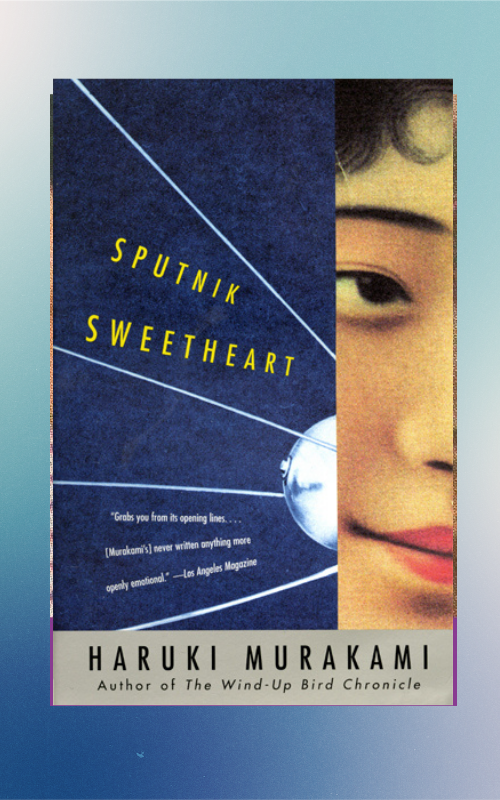 SPUTNIK
SWEETHEART
"Grabs you from its opening lines. . . .
[Murakami's] never written anything more
openly emotional." —Los Angeles Magazine
HARUKI MURAKAMI
Author of The Wind-Up Bird Chronicle